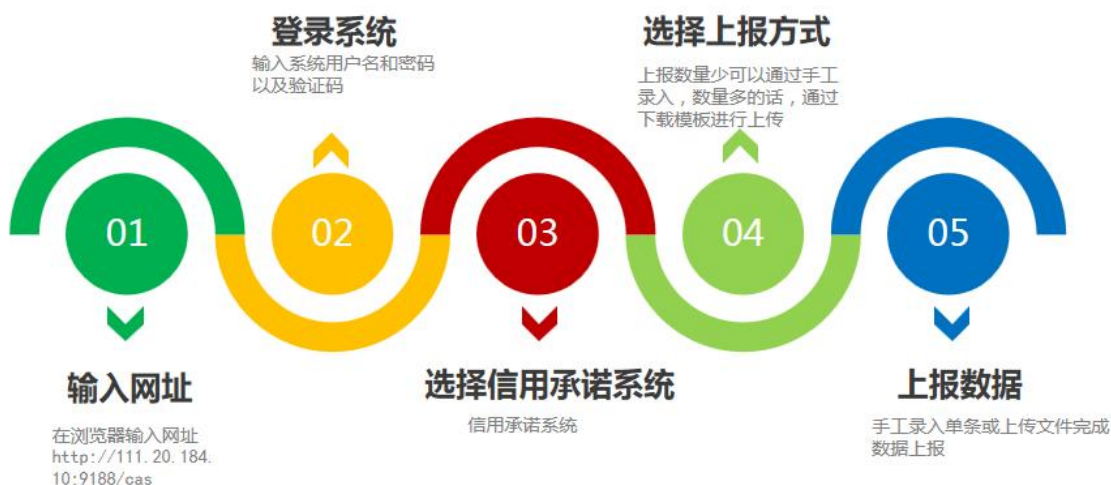 登录系统
输入系统用户名和密码
以及验证码
选择上报方式
上报数量少可以通过手工
录入，数量多的话，通过
下载模板进行上传
01
02
03
04
05
输入网址
在浏览器输入网址
http://111.20.184.
10:9188/cas
选择信用承诺系统
信用承诺系统
上报数据
手工录入单条或上传文件完成
数据上报